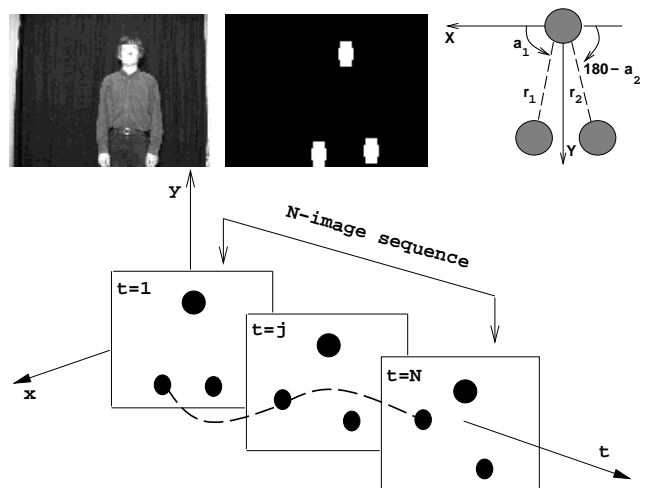 X
a1
180- a2
r1
r2
Y
y
N-image sequence
t=1
t=j
t=N
x
t